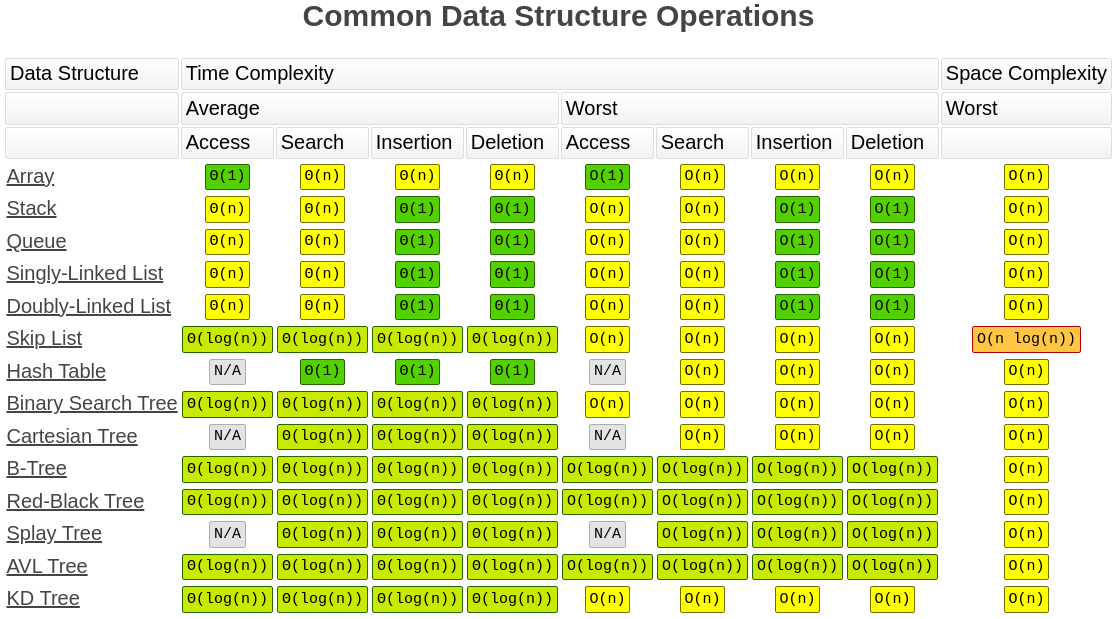 Common Data Structure Operations
Data Structure Time Complexity Space Complexity
Average Worst Worst
Access Search Insertion Deletion Access Search Insertion Deletion
Array Θ(1) Θ(n) Θ(n) Θ(n) O(1) O(n) O(n) O(n) O(n)
Stack Θ(n) Θ(n) Θ(1) Θ(1) O(n) O(n) O(1) O(1) O(n)
Queue Θ(n) Θ(n) Θ(1) Θ(1) O(n) O(n) O(1) O(1) O(n)
Singly-Linked List Θ(n) Θ(n) Θ(1) Θ(1) O(n) O(n) O(1) O(1) O(n)
Doubly-Linked List Θ(n) Θ(n) Θ(1) Θ(1) O(n) O(n) O(1) O(1) O(n)
Skip List Θ(log(n)) Θ(log(n)) Θ(log(n)) Θ(log(n)) O(n) O(n) O(n) O(n) O(n log(n))
Hash Table N/A Θ(1) Θ(1) Θ(1) N/A O(n) O(n) O(n) O(n)
Binary Search Tree Θ(log(n)) Θ(log(n)) Θ(log(n)) Θ(log(n)) O(n) O(n) O(n) O(n) O(n)
Cartesian Tree N/A Θ(log(n)) Θ(log(n)) Θ(log(n)) N/A O(n) O(n) O(n) O(n)
B-Tree Θ(log(n)) Θ(log(n)) Θ(log(n)) Θ(log(n)) O(log(n)) O(log(n)) O(log(n)) O(log(n)) O(n)
Red-Black Tree Θ(log(n)) Θ(log(n)) Θ(log(n)) Θ(log(n)) O(log(n)) O(log(n)) O(log(n)) O(log(n)) O(n)
Splay Tree N/A Θ(log(n)) Θ(log(n)) Θ(log(n)) N/A O(log(n)) O(log(n)) O(log(n)) O(n)
AVL Tree Θ(log(n)) Θ(log(n)) Θ(log(n)) Θ(log(n)) O(log(n)) O(log(n)) O(log(n)) O(log(n)) O(n)
KD Tree Θ(log(n)) Θ(log(n)) Θ(log(n)) Θ(log(n)) O(n) O(n) O(n) O(n) O(n)